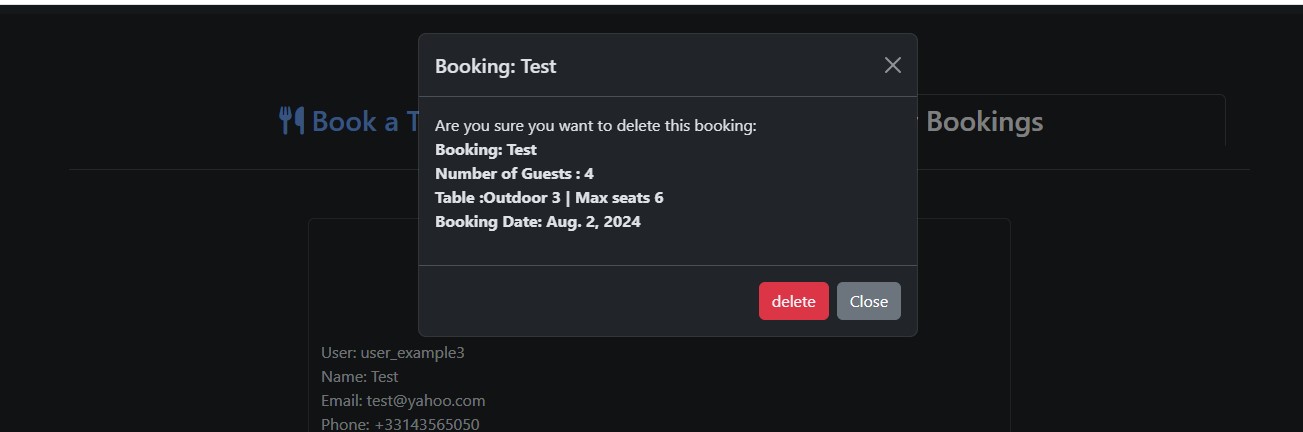 Booking: Test
Are you sure you want to delete this booking:
Booking: Test
Number of Guests : 4
Table :Outdoor 3 | Max seats 6
Booking Date: Aug. 2, 2024
delete Close
Book a
Bookings
User: user_example3
Name: Test
Email: test@yahoo.com
Phone: +33143565050